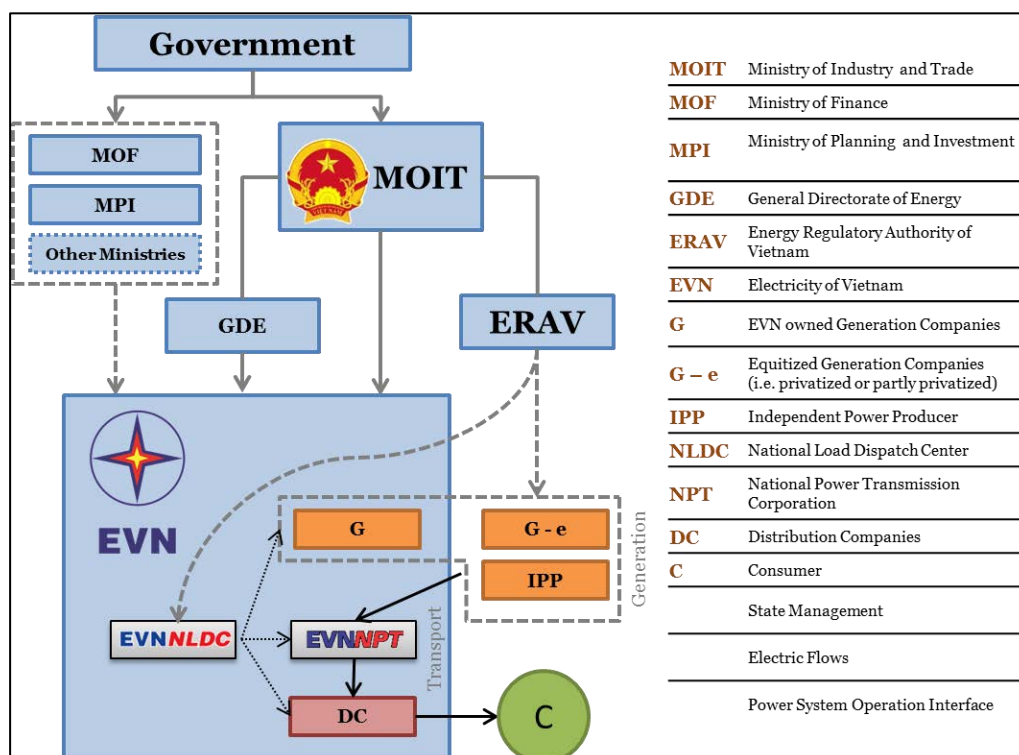 Government
MOF
MPI
Other Ministries
VIỆT NAM
MOIT
GDE
ERAV
EVN
G
G - e
IPP
Generation
EVNNLDC
EVNNPT
Transport
DC
C
MOIT Ministry of Industry and Trade
MOF Ministry of Finance
MPI Ministry of Planning and Investment
GDE General Directorate of Energy
ERAV Energy Regulatory Authority of
Vietnam
EVN Electricity of Vietnam
G EVN owned Generation Companies
G – e Equitized Generation Companies
(i.e. privatized or partly privatized)
IPP Independent Power Producer
NLDC National Load Dispatch Center
NPT National Power Transmission
Corporation
DC Distribution Companies
C Consumer
State Management
Electric Flows
Power System Operation Interface